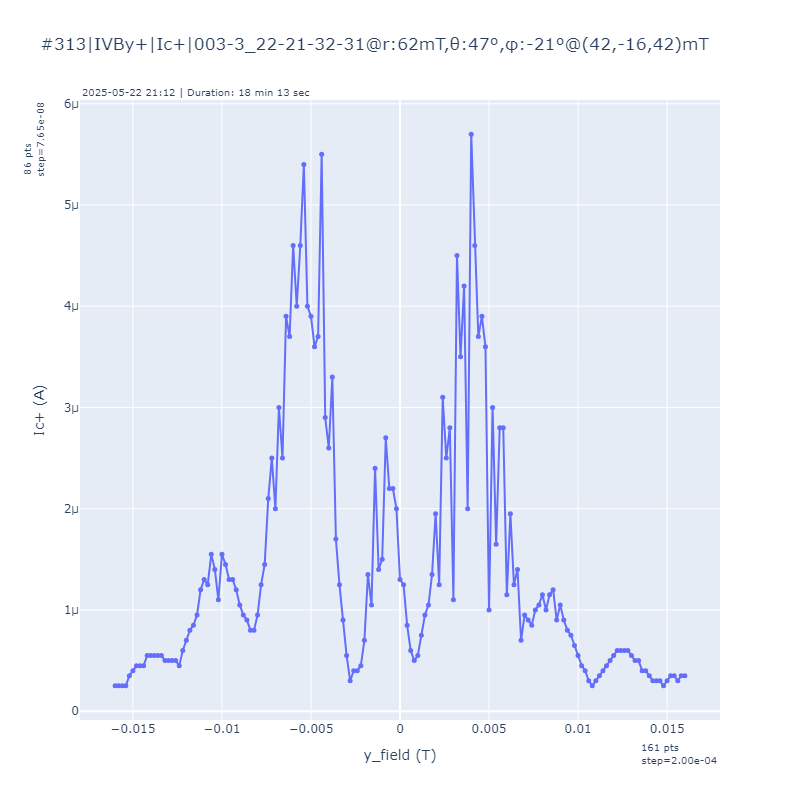 #313|IVBy+|Ic+|003-3_22-21-32-31@r:62mT,θ:47º,φ:-21º@(42,-16,42)mT
2025-05-22 21:12 | Duration: 18 min 13 sec
86 pts
step=7.65e-08
6μ
5μ
4μ
3μ
2μ
1μ
0
Ic+ (A)
−0.015
−0.01
−0.005
0
0.005
0.01
0.015
y_field (T)
161 pts
step=2.00e-04